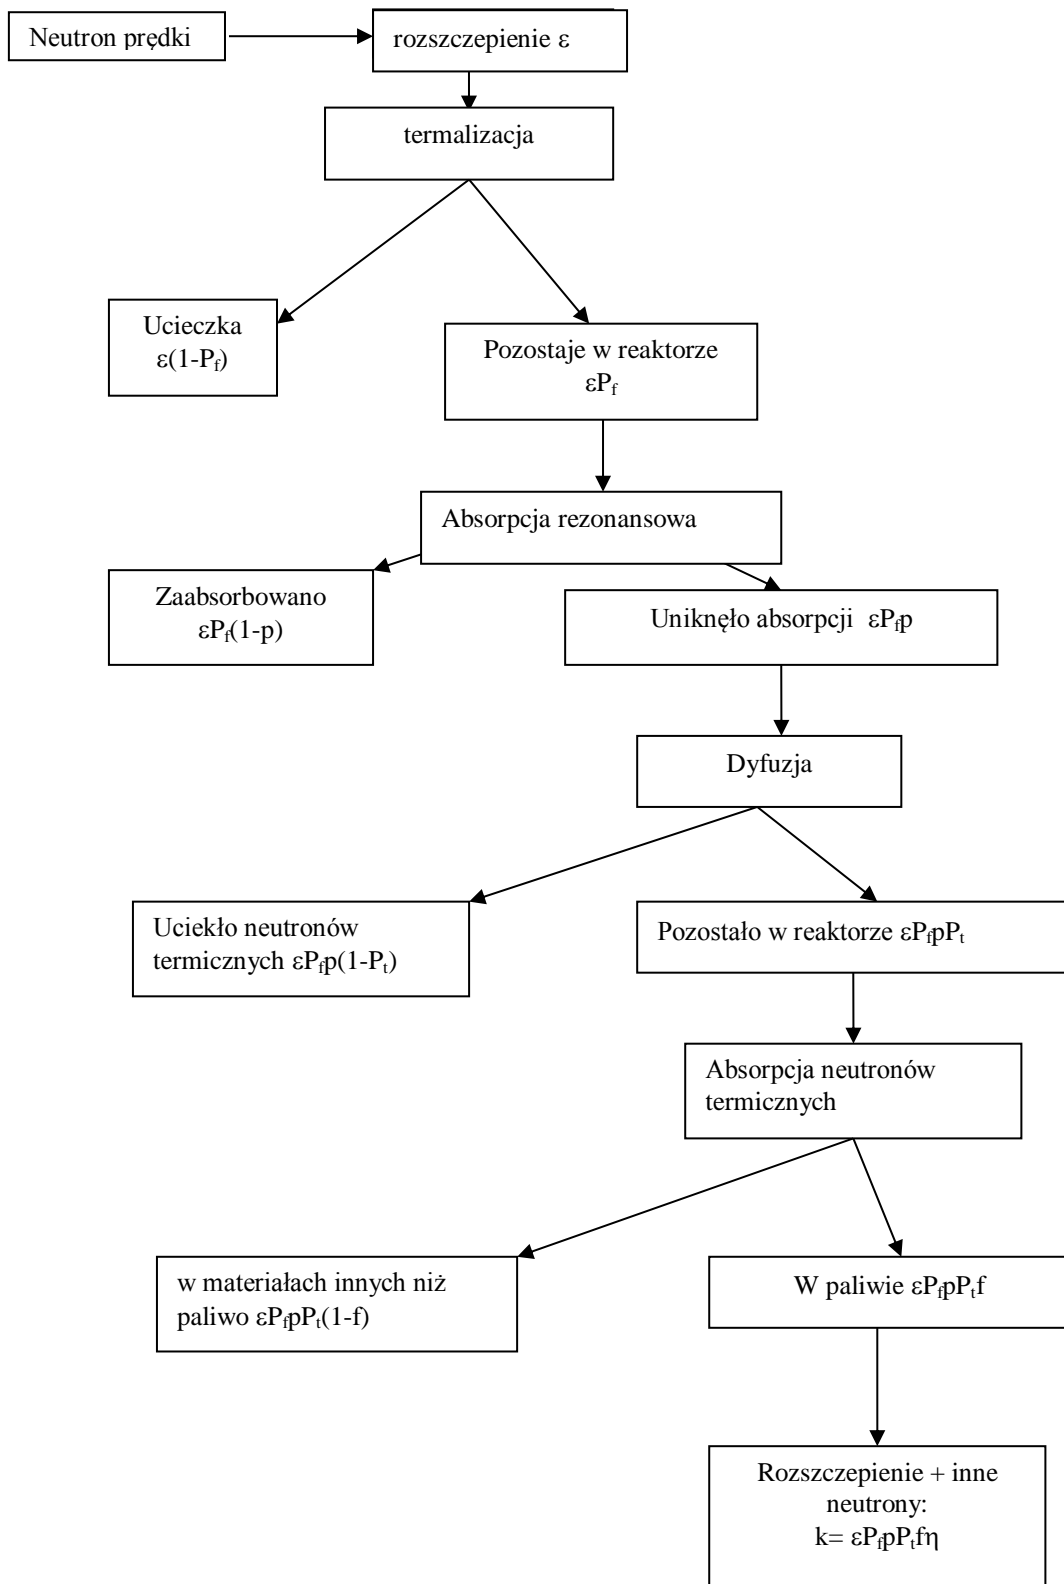 Neutron prędki
rozszczepienie ε
termalizacja
Ucieczka
ε(1-Pf)
Pozostaje w reaktorze
εPf
Absorpcja rezonansowa
Zaabsorbowano
εPf(1-p)
Uniknęło absorpcji εPfp
Dyfuzja
Uciekło neutronów
termicznych εPfp(1-Pt)
Pozostało w reaktorze εPfpPt
Absorpcja neutronów
termicznych
w materiałach innych niż
paliwo εPfpPt(1-f)
W paliwie εPfpPtf
Rozszczepienie + inne
neutrony:
k= εPfpPtfη